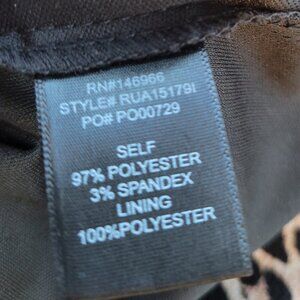 RN#146966
STYLE# RUA15179I
PO# PO00729
SELF
97% POLYESTER
3% SPANDEX
LINING
100%POLYESTER